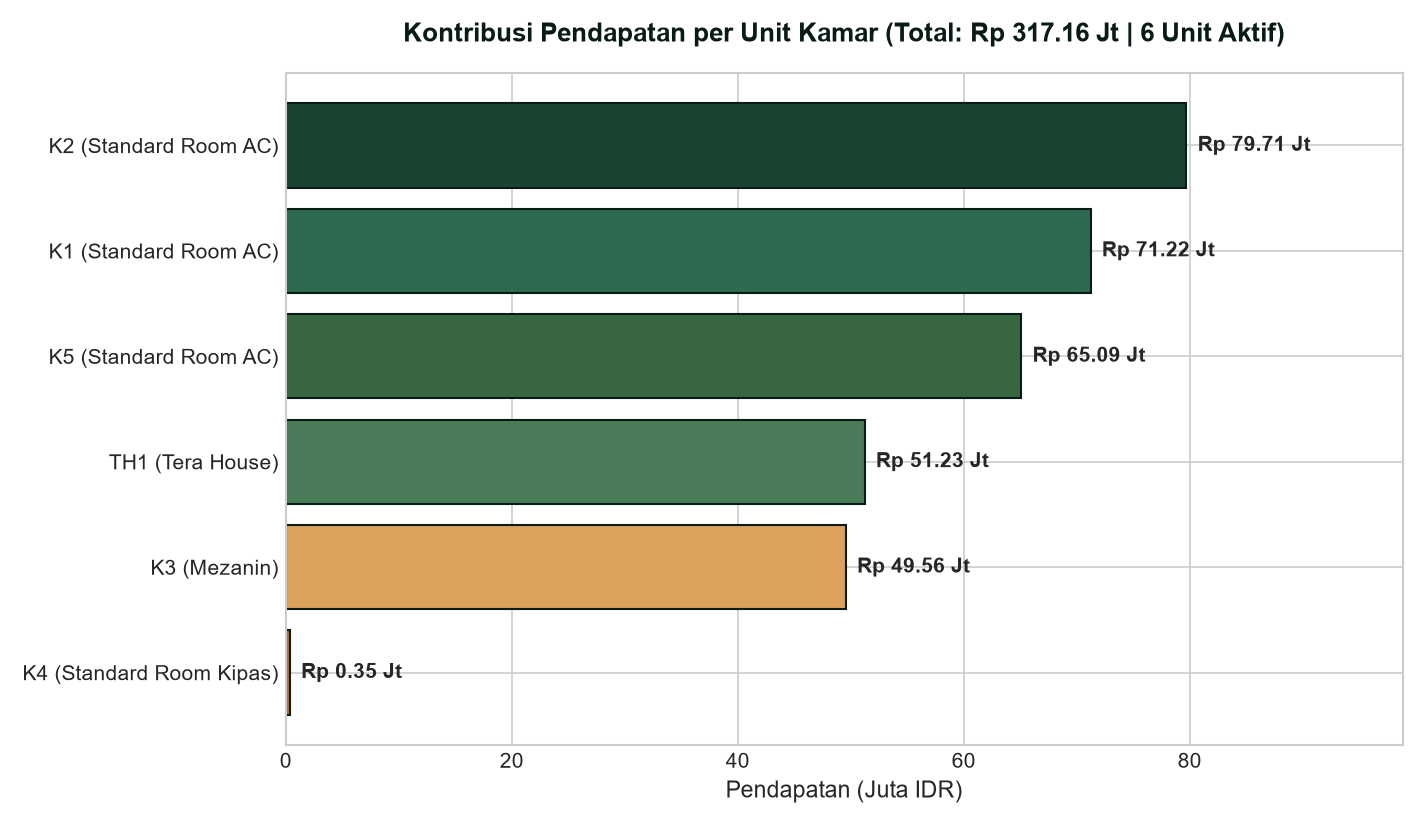 Kontribusi Pendapatan per Unit Kamar (Total: Rp 317.16 Jt | 6 Unit Aktif)
K2 (Standard Room AC) Rp 79.71 Jt
K1 (Standard Room AC) Rp 71.22 Jt
K5 (Standard Room AC) Rp 65.09 Jt
TH1 (Tera House) Rp 51.23 Jt
K3 (Mezanin) Rp 49.56 Jt
K4 (Standard Room Kipas) Rp 0.35 Jt
0 20 40 60 80
Pendapatan (Juta IDR)